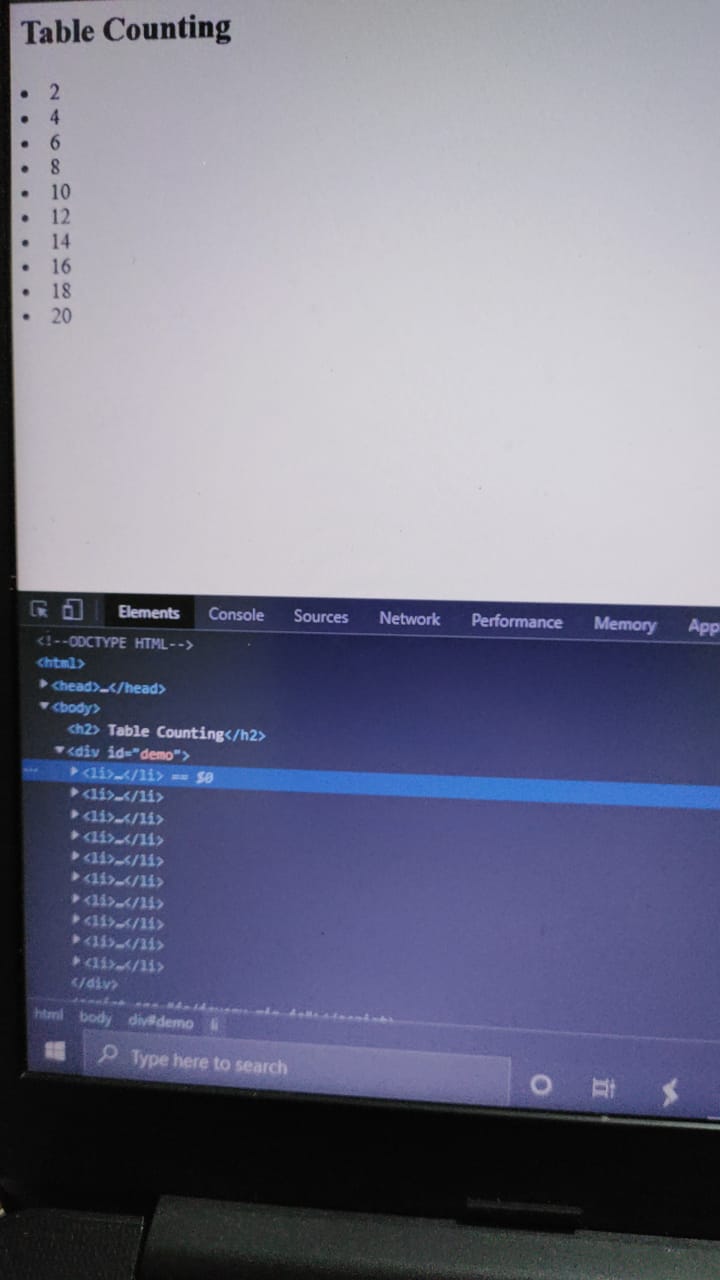 Table Counting
• 2
• 4
• 6
• 8
• 10
• 12
• 14
• 16
• 18
• 20
Elements Console Sources Network Performance Memory App
<!--ODCTYPE HTML-->
<html>
▶<head>…</head>
▼<body>
<h2> Table Counting</h2>
▼<div id="demo">
▶<li>…</li> == $0
▶<li>…</li>
▶<li>…</li>
▶<li>…</li>
▶<li>…</li>
▶<li>…</li>
▶<li>…</li>
▶<li>…</li>
▶<li>…</li>
▶<li>…</li>
</div>
html body div#demo li
Type here to search